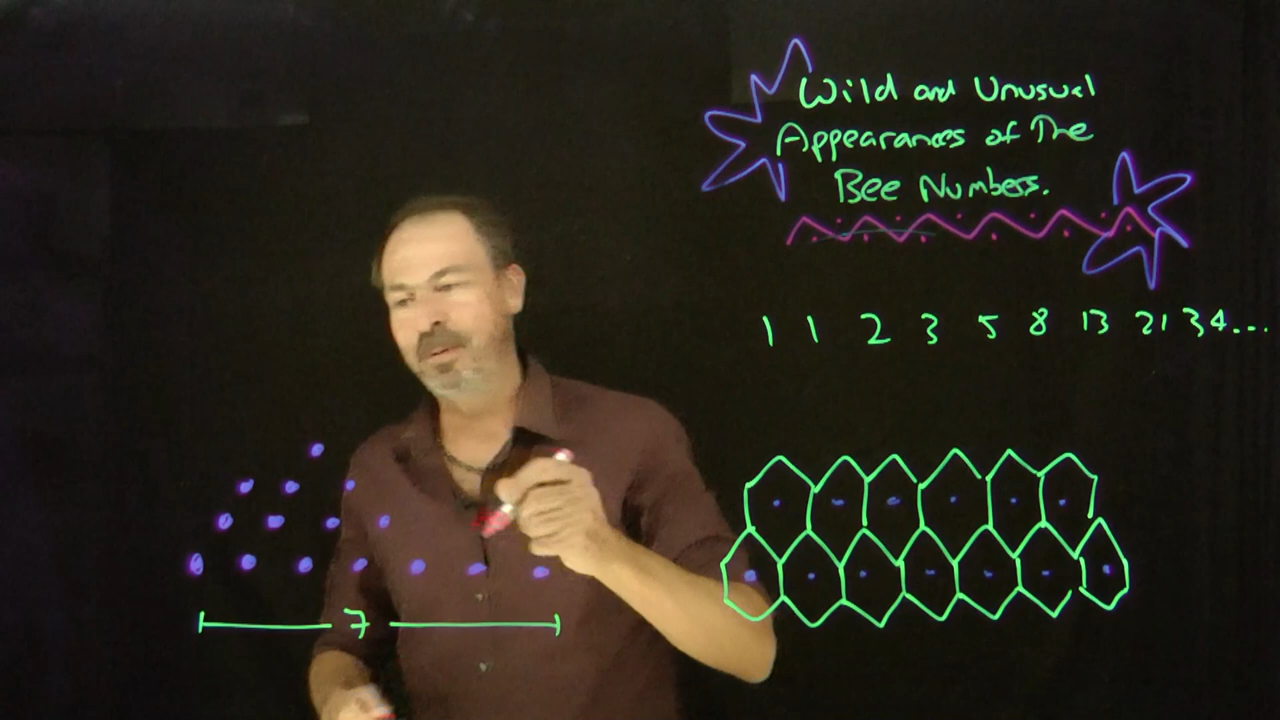 Wild and Unusual
Appearances of The
Bee Numbers.
1 1 2 3 5 8 13 21 34...
7